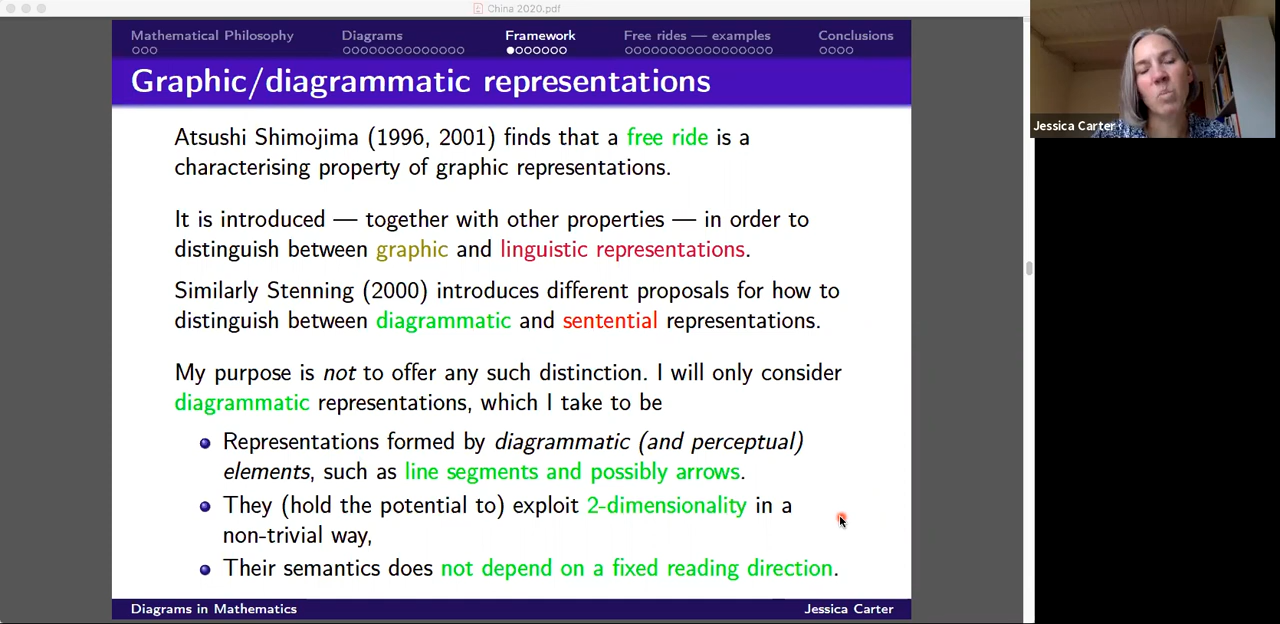 China 2020.pdf
Mathematical Philosophy
Diagrams
Framework
Free rides — examples
Conclusions
Graphic/diagrammatic representations
Atsushi Shimojima (1996, 2001) finds that a free ride is a
characterising property of graphic representations.
It is introduced — together with other properties — in order to
distinguish between graphic and linguistic representations.
Similarly Stenning (2000) introduces different proposals for how to
distinguish between diagrammatic and sentential representations.
My purpose is not to offer any such distinction. I will only consider
diagrammatic representations, which I take to be
Representations formed by diagrammatic (and perceptual)
elements, such as line segments and possibly arrows.
They (hold the potential to) exploit 2-dimensionality in a
non-trivial way,
Their semantics does not depend on a fixed reading direction.
Diagrams in Mathematics
Jessica Carter
Jessica Carter